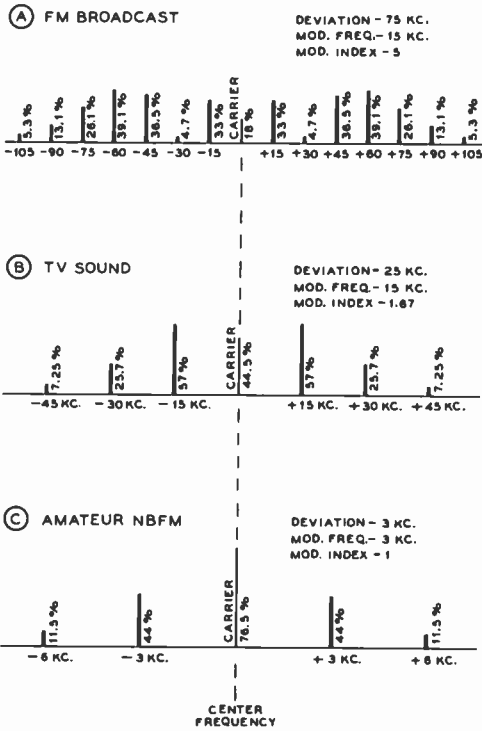 Ⓐ FM BROADCAST
DEVIATION - 75 KC.
MOD. FREQ. - 15 KC.
MOD. INDEX - 5
5.3 % 13.1 % 26.1 % 39.1 % 36.5 % 4.7 % 33 % CARRIER 18 % 33 % 4.7 % 36.5 % 39.1 % 26.1 % 13.1 % 5.3 %
-105 -90 -75 -60 -45 -30 -15 +15 +30 +45 +60 +75 +90 +105
Ⓑ TV SOUND
DEVIATION - 25 KC.
MOD. FREQ. - 15 KC.
MOD. INDEX - 1.67
7.25 % 25.7 % 57 % CARRIER 44.5 % 57 % 25.7 % 7.25 %
-45 KC. -30 KC. -15 KC. +15 KC. +30 KC. +45 KC.
Ⓒ AMATEUR NBFM
DEVIATION - 3 KC.
MOD. FREQ. - 3 KC.
MOD. INDEX - 1
11.5 % 44 % CARRIER 76.5 % 44 % 11.5 %
-6 KC. -3 KC. +3 KC. +6 KC.
CENTER
FREQUENCY